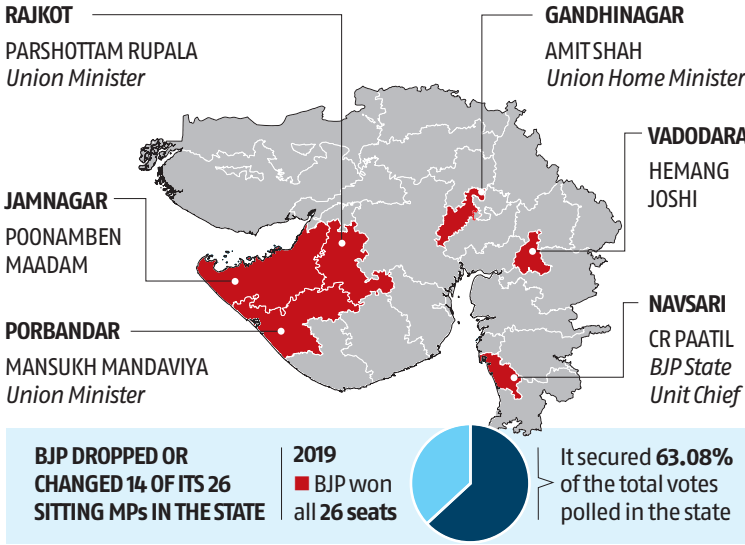 RAJKOT
PARSHOTTAM RUPALA
Union Minister
GANDHINAGAR
AMIT SHAH
Union Home Minister
VADODARA
HEMANG
JOSHI
JAMNAGAR
POONAMBEN
MAADAM
PORBANDAR
MANSUKH MANDAVIYA
Union Minister
NAVSARI
CR PAATIL
BJP State
Unit Chief
BJP DROPPED OR
CHANGED 14 OF ITS 26
SITTING MPs IN THE STATE
2019
BJP won
all 26 seats
It secured 63.08%
of the total votes
polled in the state